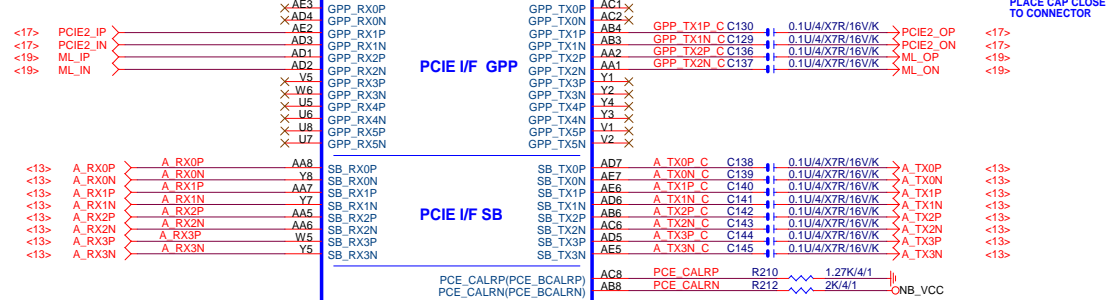 PLACE CAP CLOSE
TO CONNECTOR
AE3 GPP_RX0P GPP_TX0P AC1
AD4 GPP_RX0N GPP_TX0N AC2
<17> PCIE2_IP AE2 GPP_RX1P GPP_TX1P AB4 GPP_TX1P_C C130 0.1U/4/X7R/16V/K PCIE2_OP <17>
<17> PCIE2_IN AD3 GPP_RX1N GPP_TX1N AB3 GPP_TX1N_C C129 0.1U/4/X7R/16V/K PCIE2_ON <17>
<19> ML_IP AD1 GPP_RX2P GPP_TX2P AA2 GPP_TX2P_C C136 0.1U/4/X7R/16V/K ML_OP <19>
<19> ML_IN AD2 GPP_RX2N GPP_TX2N AA1 GPP_TX2N_C C137 0.1U/4/X7R/16V/K ML_ON <19>
PCIE I/F GPP
V5 GPP_RX3P GPP_TX3P Y1
W6 GPP_RX3N GPP_TX3N Y2
U5 GPP_RX4P GPP_TX4P Y4
U6 GPP_RX4N GPP_TX4N Y3
U8 GPP_RX5P GPP_TX5P V1
U7 GPP_RX5N GPP_TX5N V2
<13> A_RX0P A_RX0P AA8 SB_RX0P SB_TX0P AD7 A_TX0P_C C138 0.1U/4/X7R/16V/K A_TX0P <13>
<13> A_RX0N A_RX0N Y8 SB_RX0N SB_TX0N AE7 A_TX0N_C C139 0.1U/4/X7R/16V/K A_TX0N <13>
<13> A_RX1P A_RX1P AA7 SB_RX1P SB_TX1P AE6 A_TX1P_C C140 0.1U/4/X7R/16V/K A_TX1P <13>
<13> A_RX1N A_RX1N Y7 SB_RX1N SB_TX1N AD6 A_TX1N_C C141 0.1U/4/X7R/16V/K A_TX1N <13>
<13> A_RX2P A_RX2P AA5 SB_RX2P SB_TX2P AB6 A_TX2P_C C142 0.1U/4/X7R/16V/K A_TX2P <13>
PCIE I/F SB
<13> A_RX2N A_RX2N AA6 SB_RX2N SB_TX2N AC6 A_TX2N_C C143 0.1U/4/X7R/16V/K A_TX2N <13>
<13> A_RX3P A_RX3P W5 SB_RX3P SB_TX3P AD5 A_TX3P_C C144 0.1U/4/X7R/16V/K A_TX3P <13>
<13> A_RX3N A_RX3N Y5 SB_RX3N SB_TX3N AE5 A_TX3N_C C145 0.1U/4/X7R/16V/K A_TX3N <13>
PCE_CALRP(PCE_BCALRP) AC8 PCE_CALRP R210 1.27K/4/1
PCE_CALRN(PCE_BCALRN) AB8 PCE_CALRN R212 2K/4/1 NB_VCC